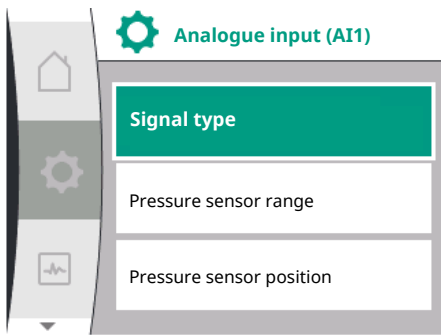 Analogue input (AI1)
Signal type
Pressure sensor range
Pressure sensor position